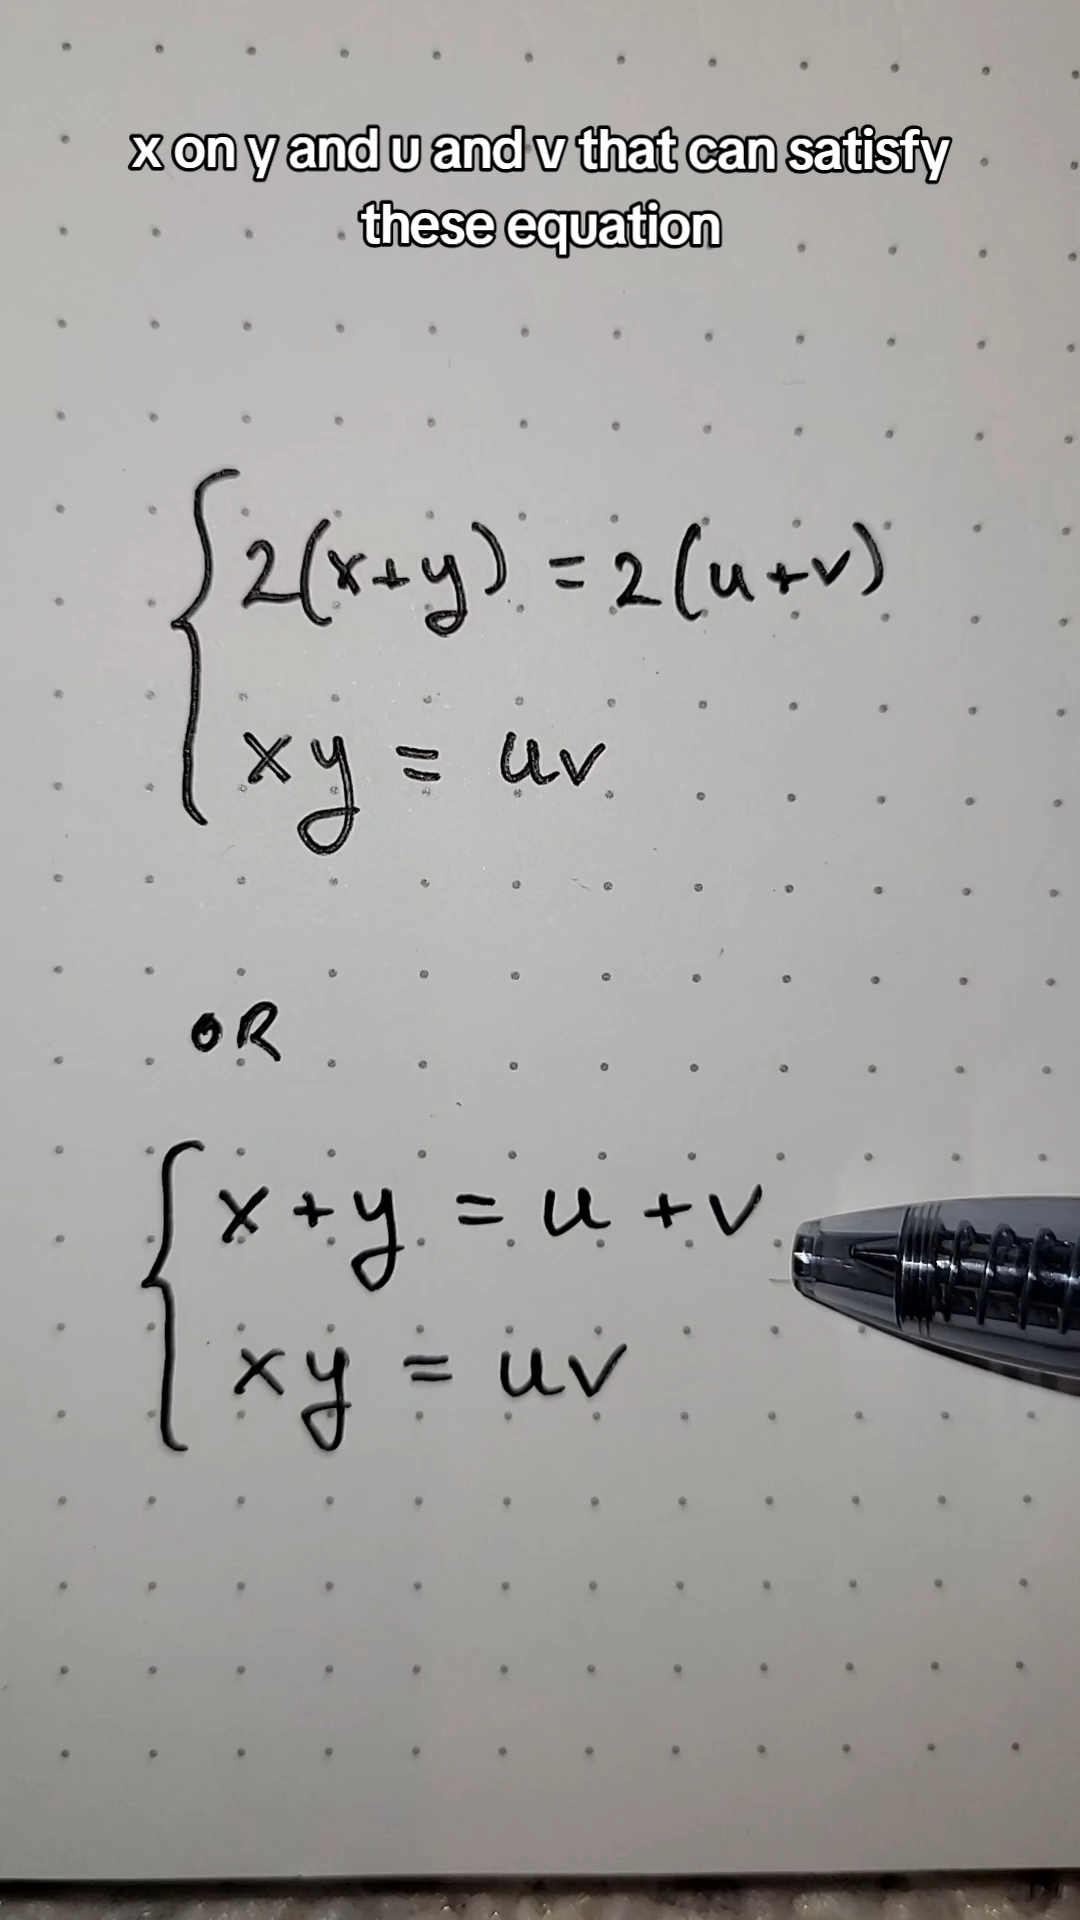 x on y and u and v that can satisfy
these equation
2(x+y) = 2(u+v)
xy = uv
OR
x+y = u+v
xy = uv